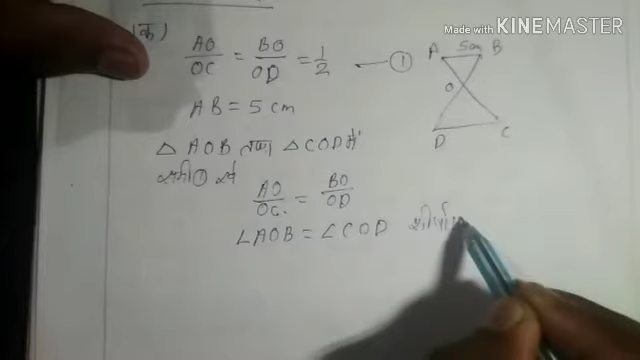 Made with KINEMASTER
(क)
AO/OC = BO/OD = 1/2 — ①
AB = 5 cm
A 5cm B
O
D C
△ AOB तथा △ COD में
समी ① से
AO/OC. = BO/OD
∠AOB = ∠COD